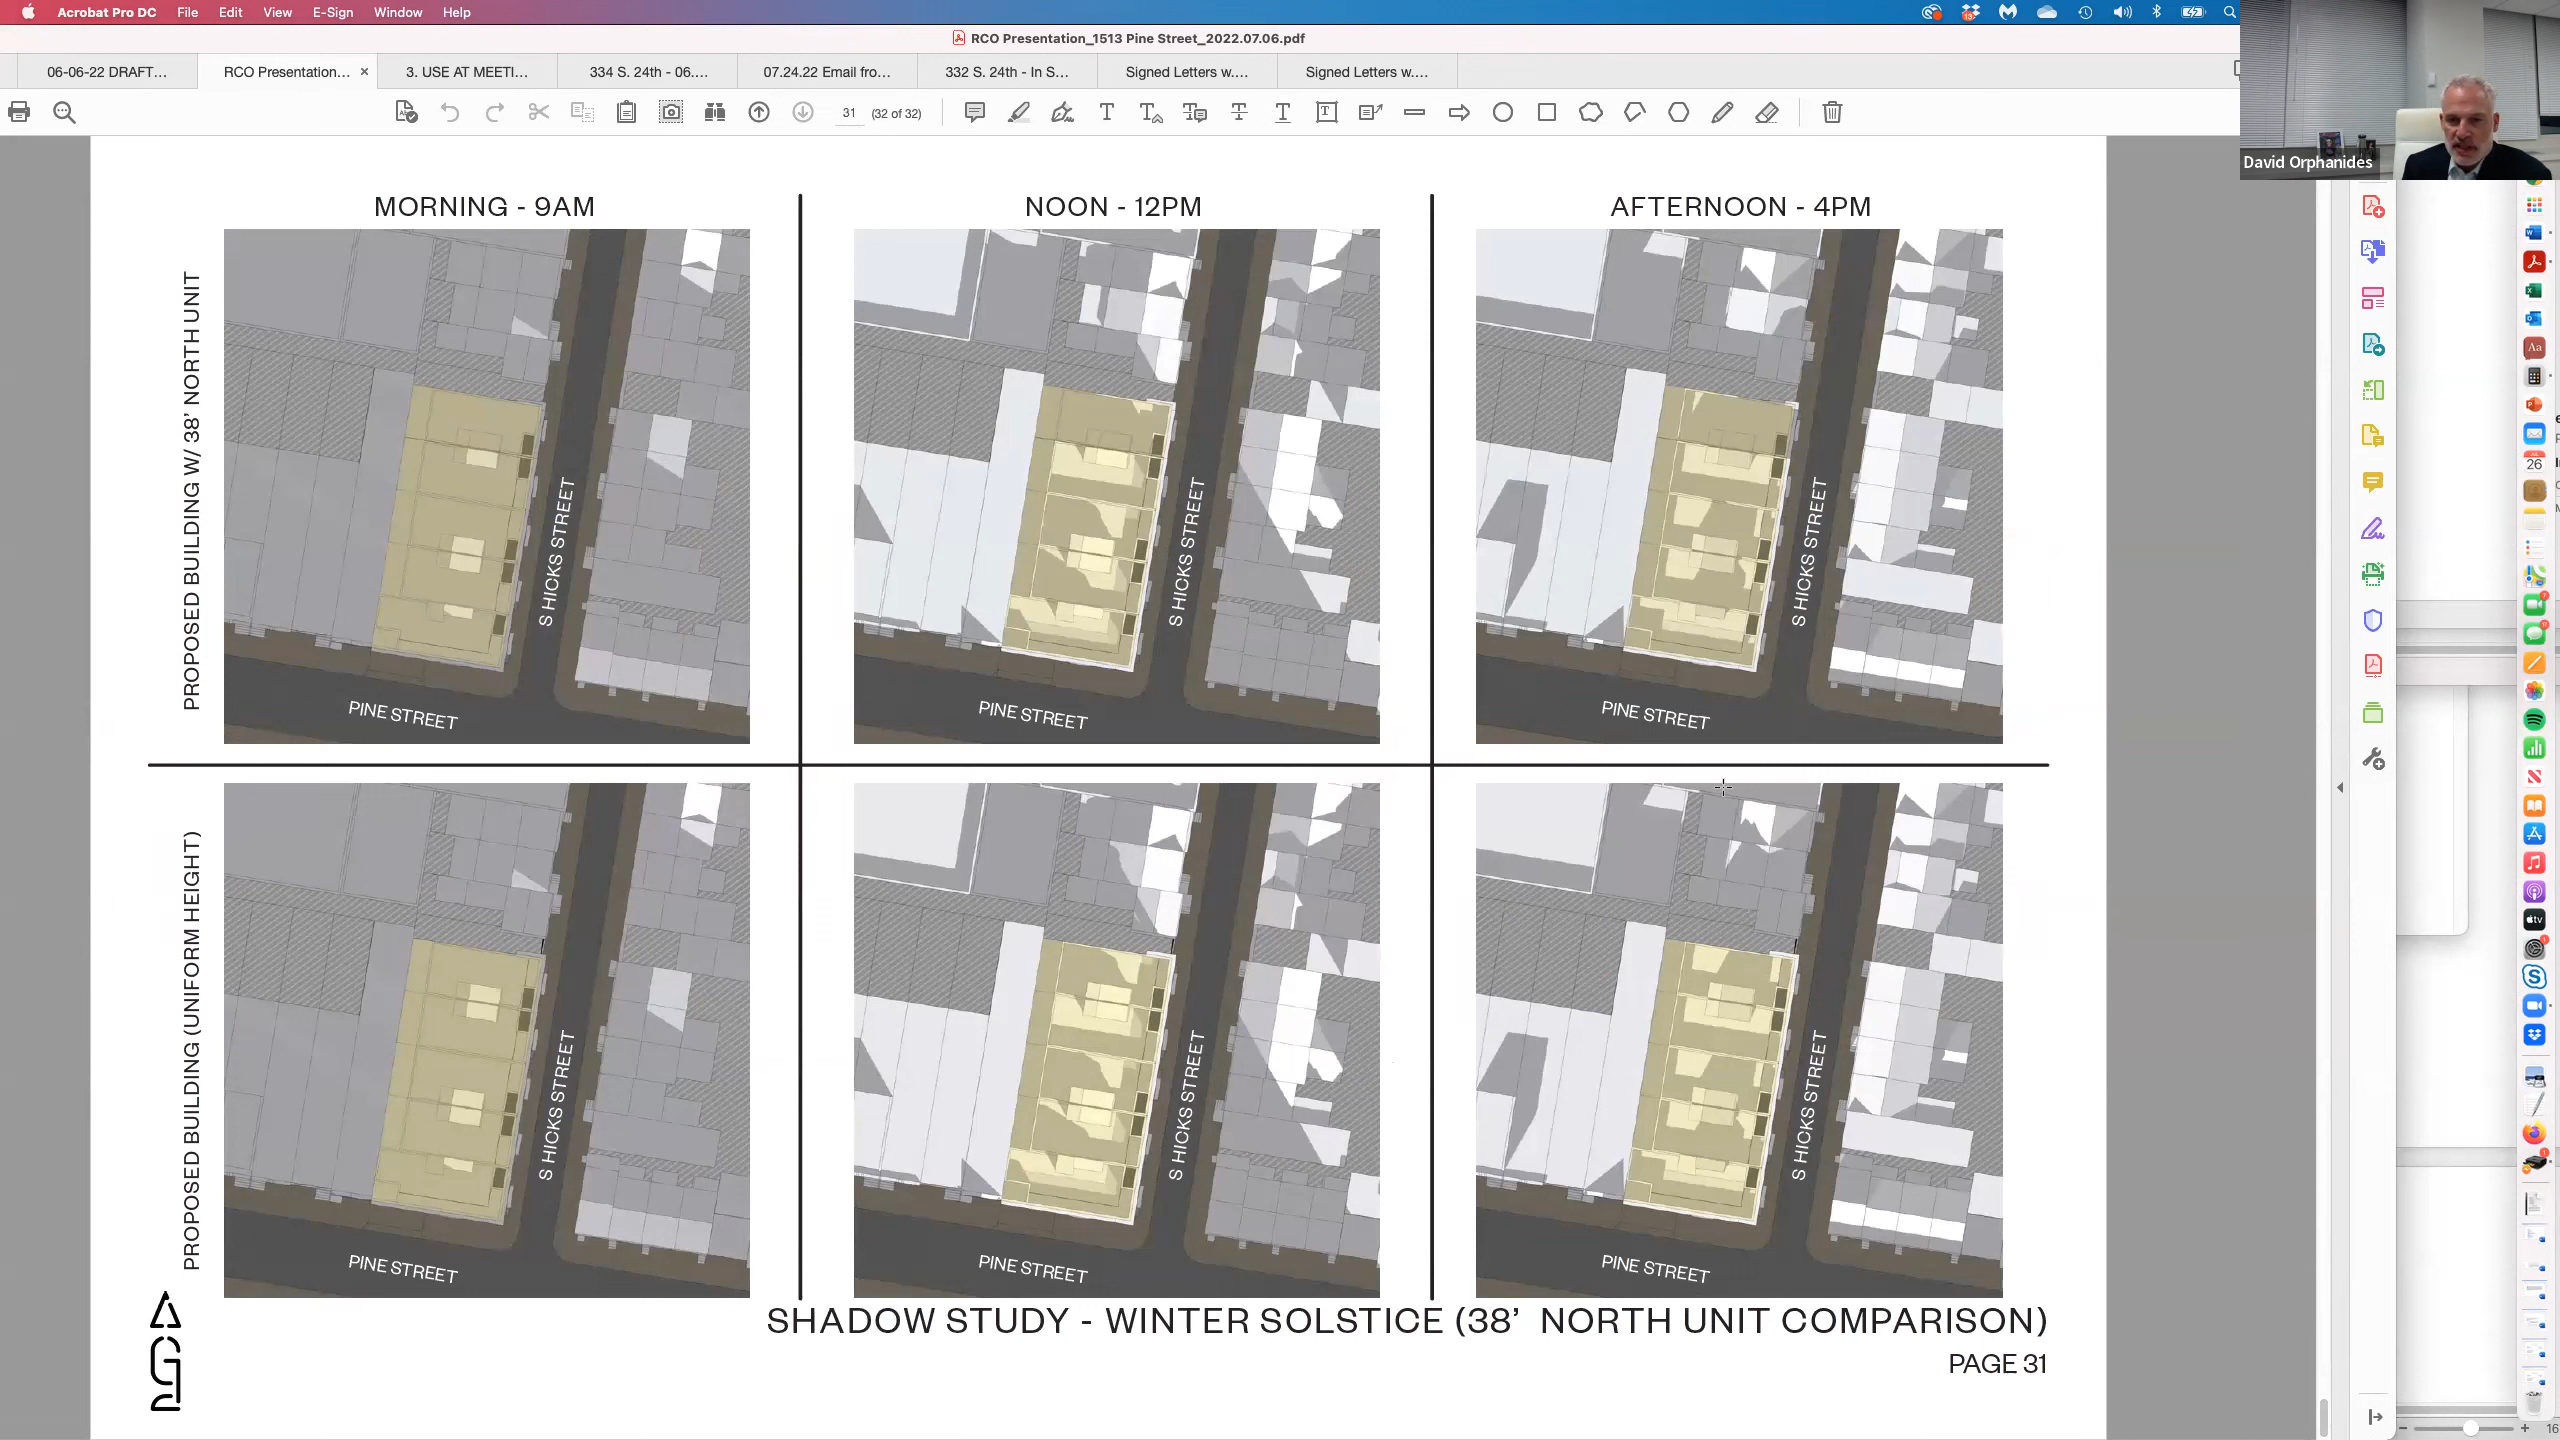 Acrobat Pro DC File Edit View E-Sign Window Help
RCO Presentation_1513 Pine Street_2022.07.06.pdf
06-06-22 DRAFT...
RCO Presentation...
3. USE AT MEETI...
334 S. 24th - 06....
07.24.22 Email fro...
332 S. 24th - In S...
Signed Letters w....
Signed Letters w....
31 (32 of 32)
David Orphanides
MORNING - 9AM
NOON - 12PM
AFTERNOON - 4PM
PROPOSED BUILDING W/ 38' NORTH UNIT
S HICKS STREET
PINE STREET
S HICKS STREET
PINE STREET
S HICKS STREET
PINE STREET
PROPOSED BUILDING (UNIFORM HEIGHT)
S HICKS STREET
PINE STREET
S HICKS STREET
PINE STREET
S HICKS STREET
PINE STREET
SHADOW STUDY - WINTER SOLSTICE (38' NORTH UNIT COMPARISON)
PAGE 31
26
tv
16